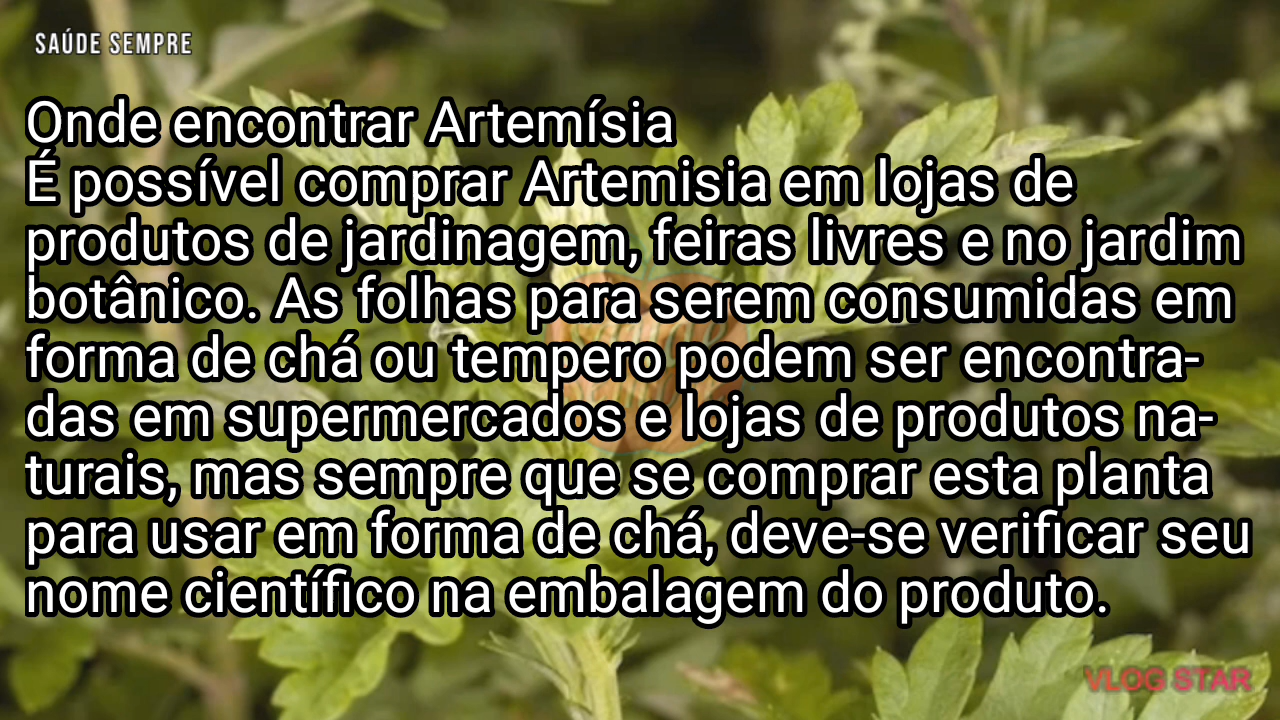 SAÚDE SEMPRE
Onde encontrar Artemísia
É possível comprar Artemisia em lojas de
produtos de jardinagem, feiras livres e no jardim
botânico. As folhas para serem consumidas em
forma de chá ou tempero podem ser encontra-
das em supermercados e lojas de produtos na-
turais, mas sempre que se comprar esta planta
para usar em forma de chá, deve-se verificar seu
nome científico na embalagem do produto.
VLOG STAR